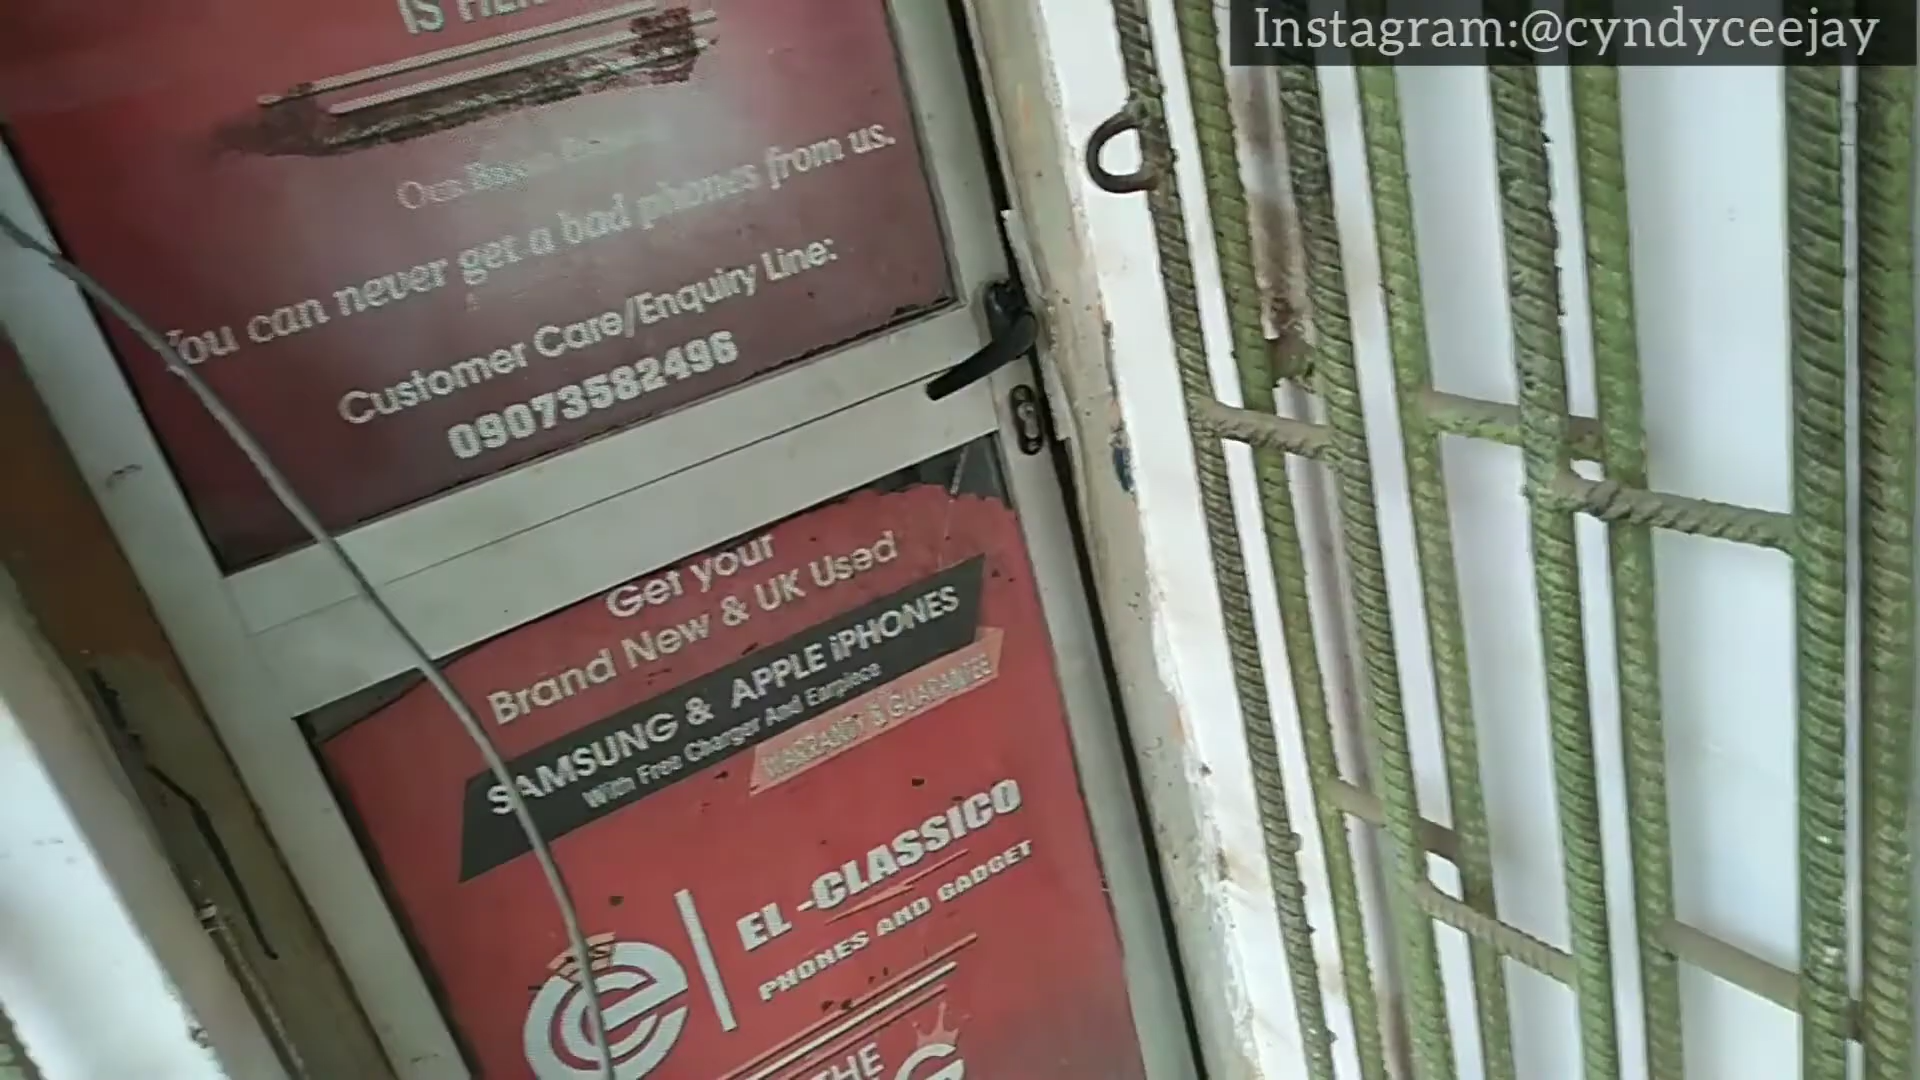 Instagram:@cyndyceejay
IS
You can never get a bad phones from us.
Customer Care/Enquiry Line:
09073582496
Get your
Brand New & UK Used
SAMSUNG & APPLE iPHONES
With Free Charger And Earpiece
WARRANTY & GUARANTEE
EL-CLASSICO
PHONES AND GADGET
THE